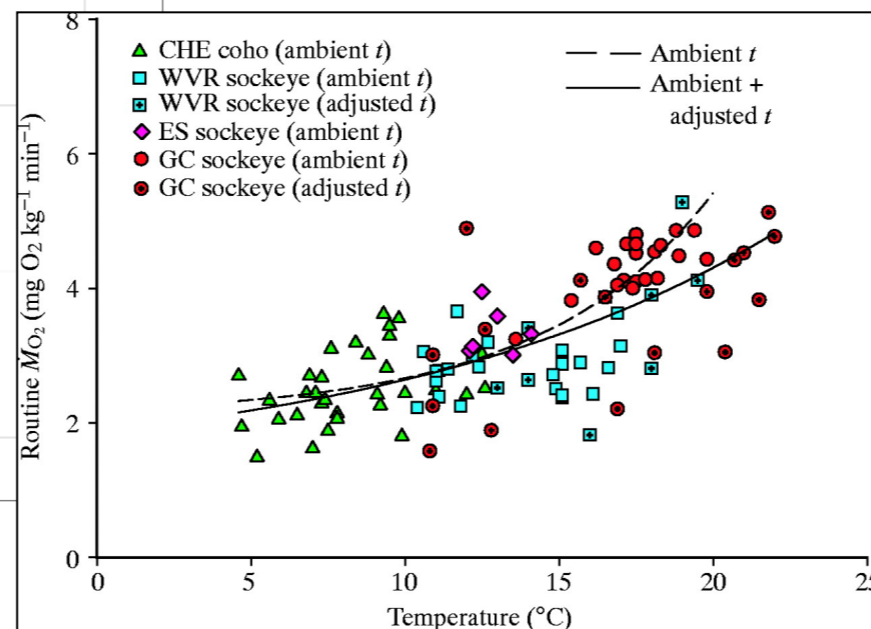 8
CHE coho (ambient t)
WVR sockeye (ambient t)
WVR sockeye (adjusted t)
ES sockeye (ambient t)
GC sockeye (ambient t)
GC sockeye (adjusted t)
Ambient t
Ambient +
adjusted t
6
4
2
0
Routine ṀO₂ (mg O₂ kg⁻¹ min⁻¹)
0 5 10 15 20
Temperature (°C)